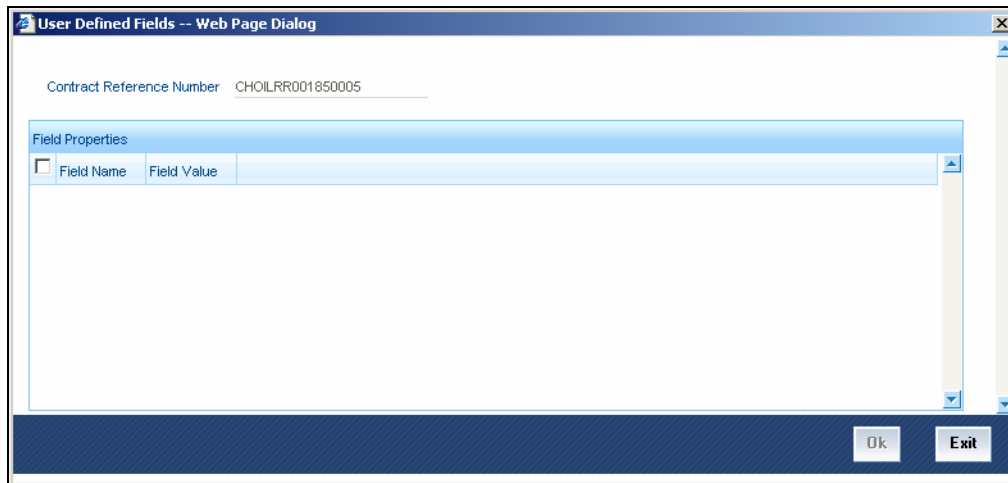 User Defined Fields -- Web Page Dialog
Contract Reference Number CHOILRR001850005
Field Properties
Field Name Field Value
Ok Exit